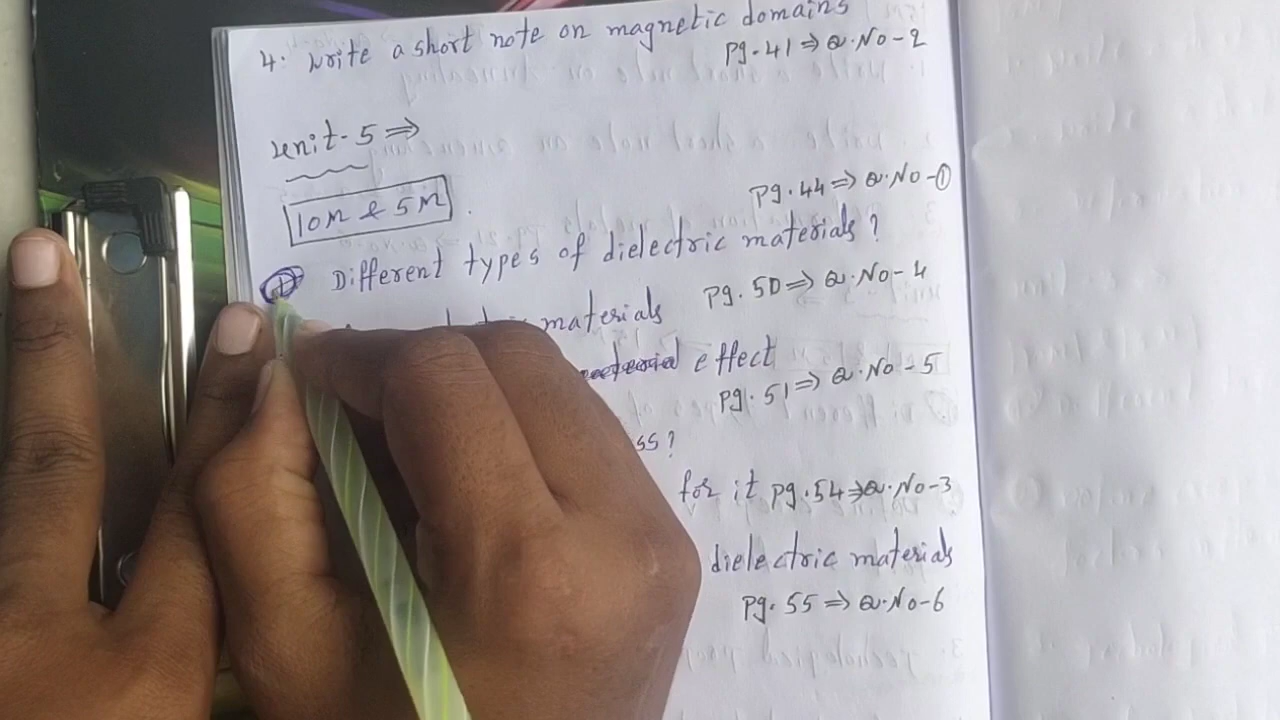 4. Write a short note on magnetic domains
Pg.41 ⇒ Q.No-2
unit-5 ⇒
10M & 5M
Pg.44 ⇒ Q.No-①
① Different types of dielectric materials?
materials Pg.50 ⇒ Q.No-4
effect
Pg.51 ⇒ Q.No-5
ss?
for it Pg.54 ⇒ Q.No-3
dielectric materials
Pg.55 ⇒ Q.No-6